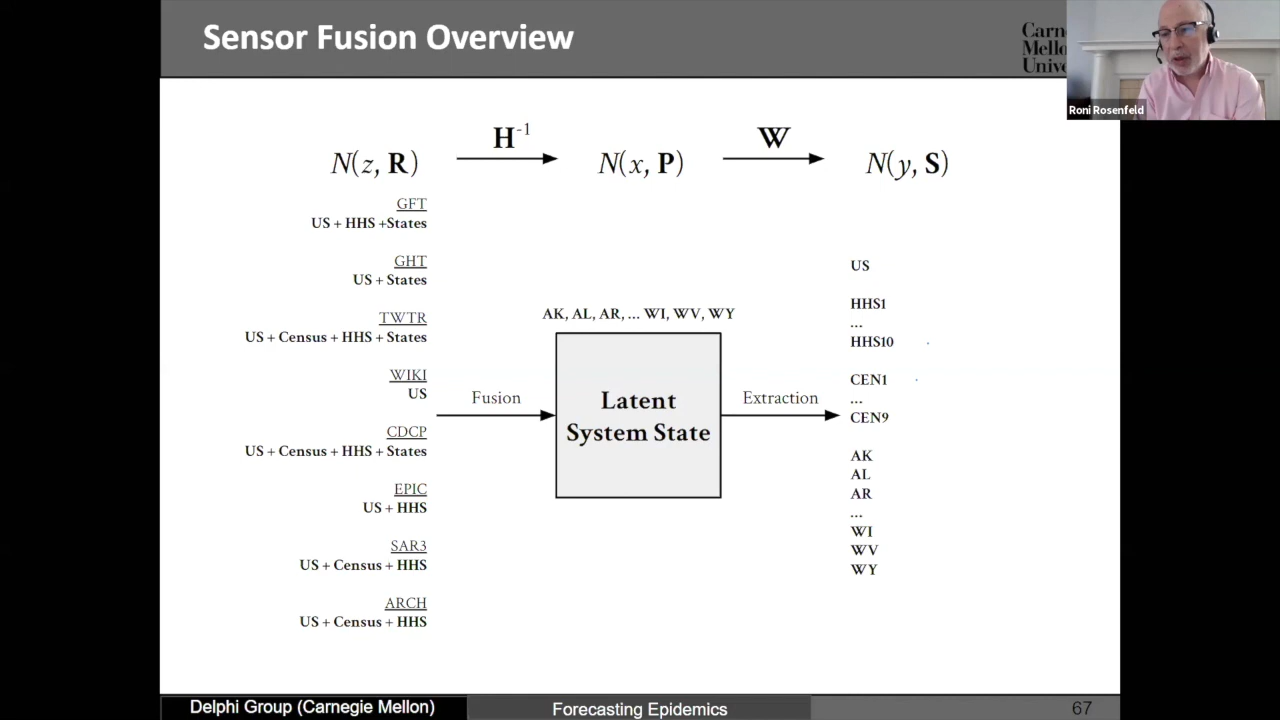 Sensor Fusion Overview
Carn
Mello
Unive
Roni Rosenfeld
H⁻¹
W
N(z, R)
N(x, P)
N(y, S)
GFT
US + HHS +States
GHT
US + States
TWTR
US + Census + HHS + States
WIKI
US
CDCP
US + Census + HHS + States
EPIC
US + HHS
SAR3
US + Census + HHS
ARCH
US + Census + HHS
Fusion
AK, AL, AR, ... WI, WV, WY
Latent
System State
Extraction
US
HHS1
...
HHS10
CEN1
...
CEN9
AK
AL
AR
...
WI
WV
WY
Delphi Group (Carnegie Mellon)
Forecasting Epidemics
67